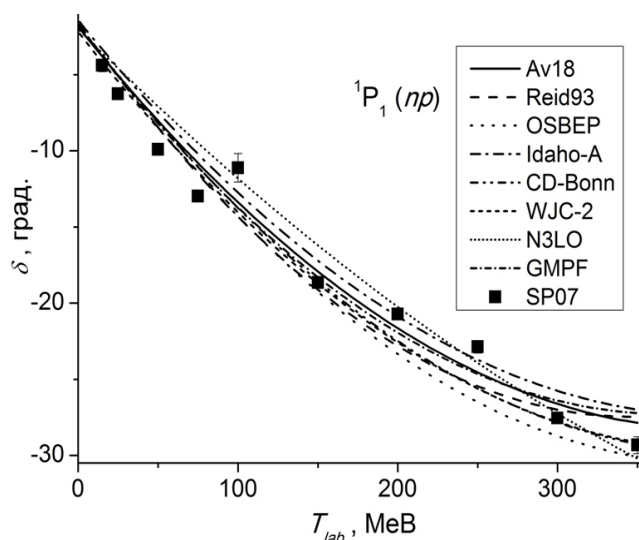 ¹P₁ (np)
Av18
Reid93
OSBEP
Idaho-A
CD-Bonn
WJC-2
N3LO
GMPF
SP07
δ, град.
-10
-20
-30
0
100
200
300
T_lab, МеВ